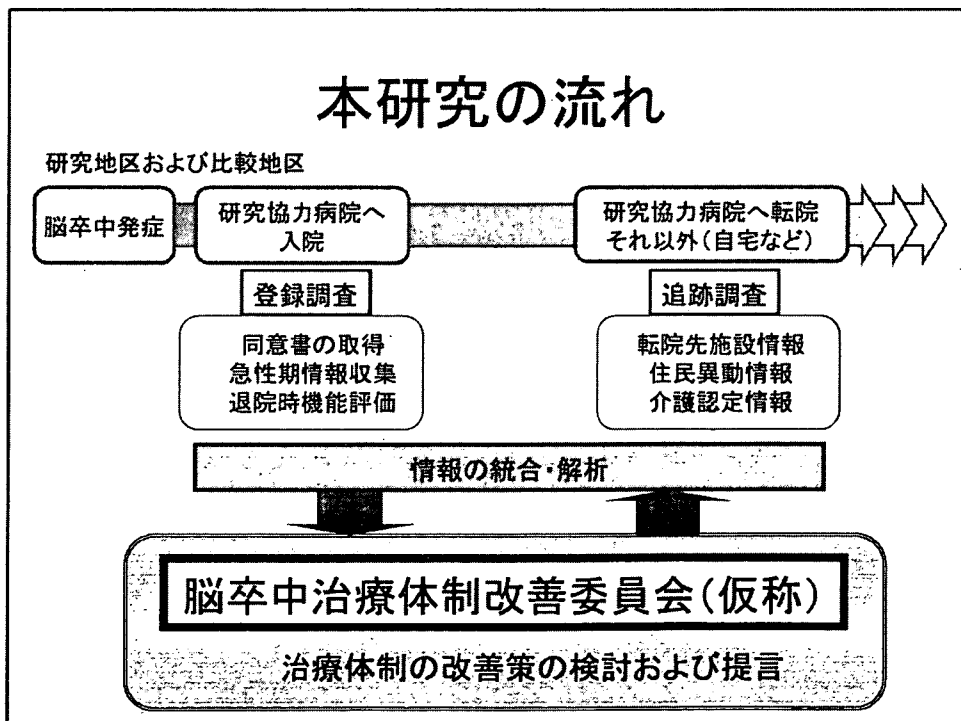 本研究の流れ
研究地区および比較地区
脳卒中発症
研究協力病院へ
入院
研究協力病院へ転院
それ以外(自宅など)
登録調査
追跡調査
同意書の取得
急性期情報収集
退院時機能評価
転院先施設情報
住民異動情報
介護認定情報
情報の統合・解析
脳卒中治療体制改善委員会(仮称)
治療体制の改善策の検討および提言